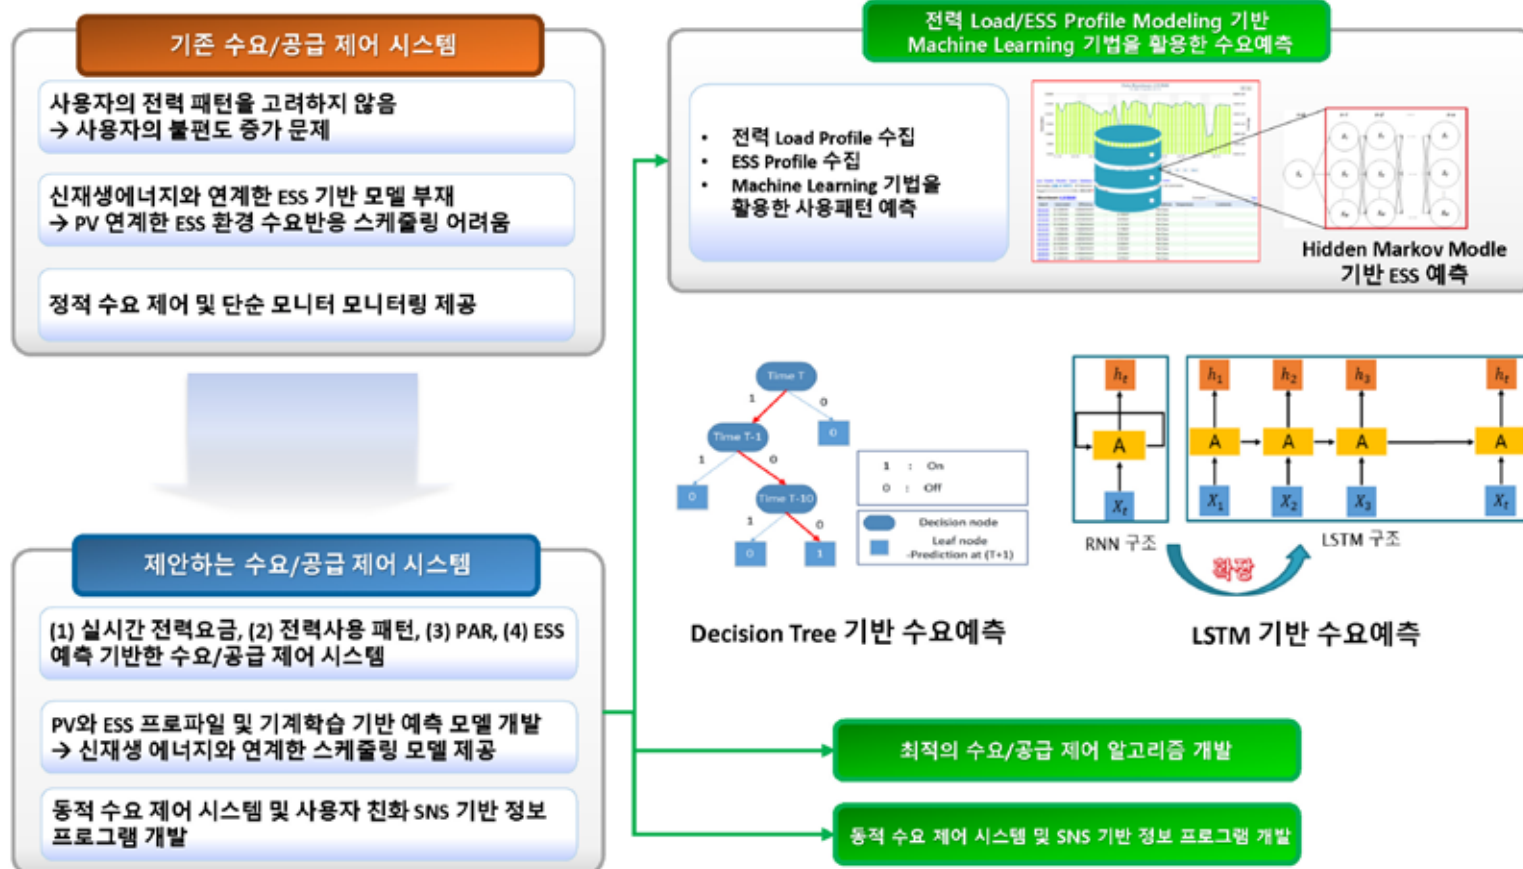 기존 수요/공급 제어 시스템
사용자의 전력 패턴을 고려하지 않음
→ 사용자의 불편도 증가 문제
신재생에너지와 연계한 ESS 기반 모델 부재
→ PV 연계한 ESS 환경 수요반응 스케줄링 어려움
정적 수요 제어 및 단순 모니터 모니터링 제공
제안하는 수요/공급 제어 시스템
(1) 실시간 전력요금, (2) 전력사용 패턴, (3) PAR, (4) ESS
예측 기반한 수요/공급 제어 시스템
PV와 ESS 프로파일 및 기계학습 기반 예측 모델 개발
→ 신재생 에너지와 연계한 스케줄링 모델 제공
동적 수요 제어 시스템 및 사용자 친화 SNS 기반 정보
프로그램 개발
전력 Load/ESS Profile Modeling 기반
Machine Learning 기법을 활용한 수요예측
• 전력 Load Profile 수집
• ESS Profile 수집
• Machine Learning 기법을
활용한 사용패턴 예측
Hidden Markov Modle
기반 ESS 예측
Time T
1 0
Time T-1 0
1 0
0 Time T-10
1 0
0 1
1 : On
0 : Off
Decision node
Leaf node
-Prediction at (T+1)
Decision Tree 기반 수요예측
h_t h_1 h_2 h_3 h_t
A A A A A
X_t X_1 X_2 X_3 X_t
RNN 구조 LSTM 구조
확장
LSTM 기반 수요예측
최적의 수요/공급 제어 알고리즘 개발
동적 수요 제어 시스템 및 SNS 기반 정보 프로그램 개발